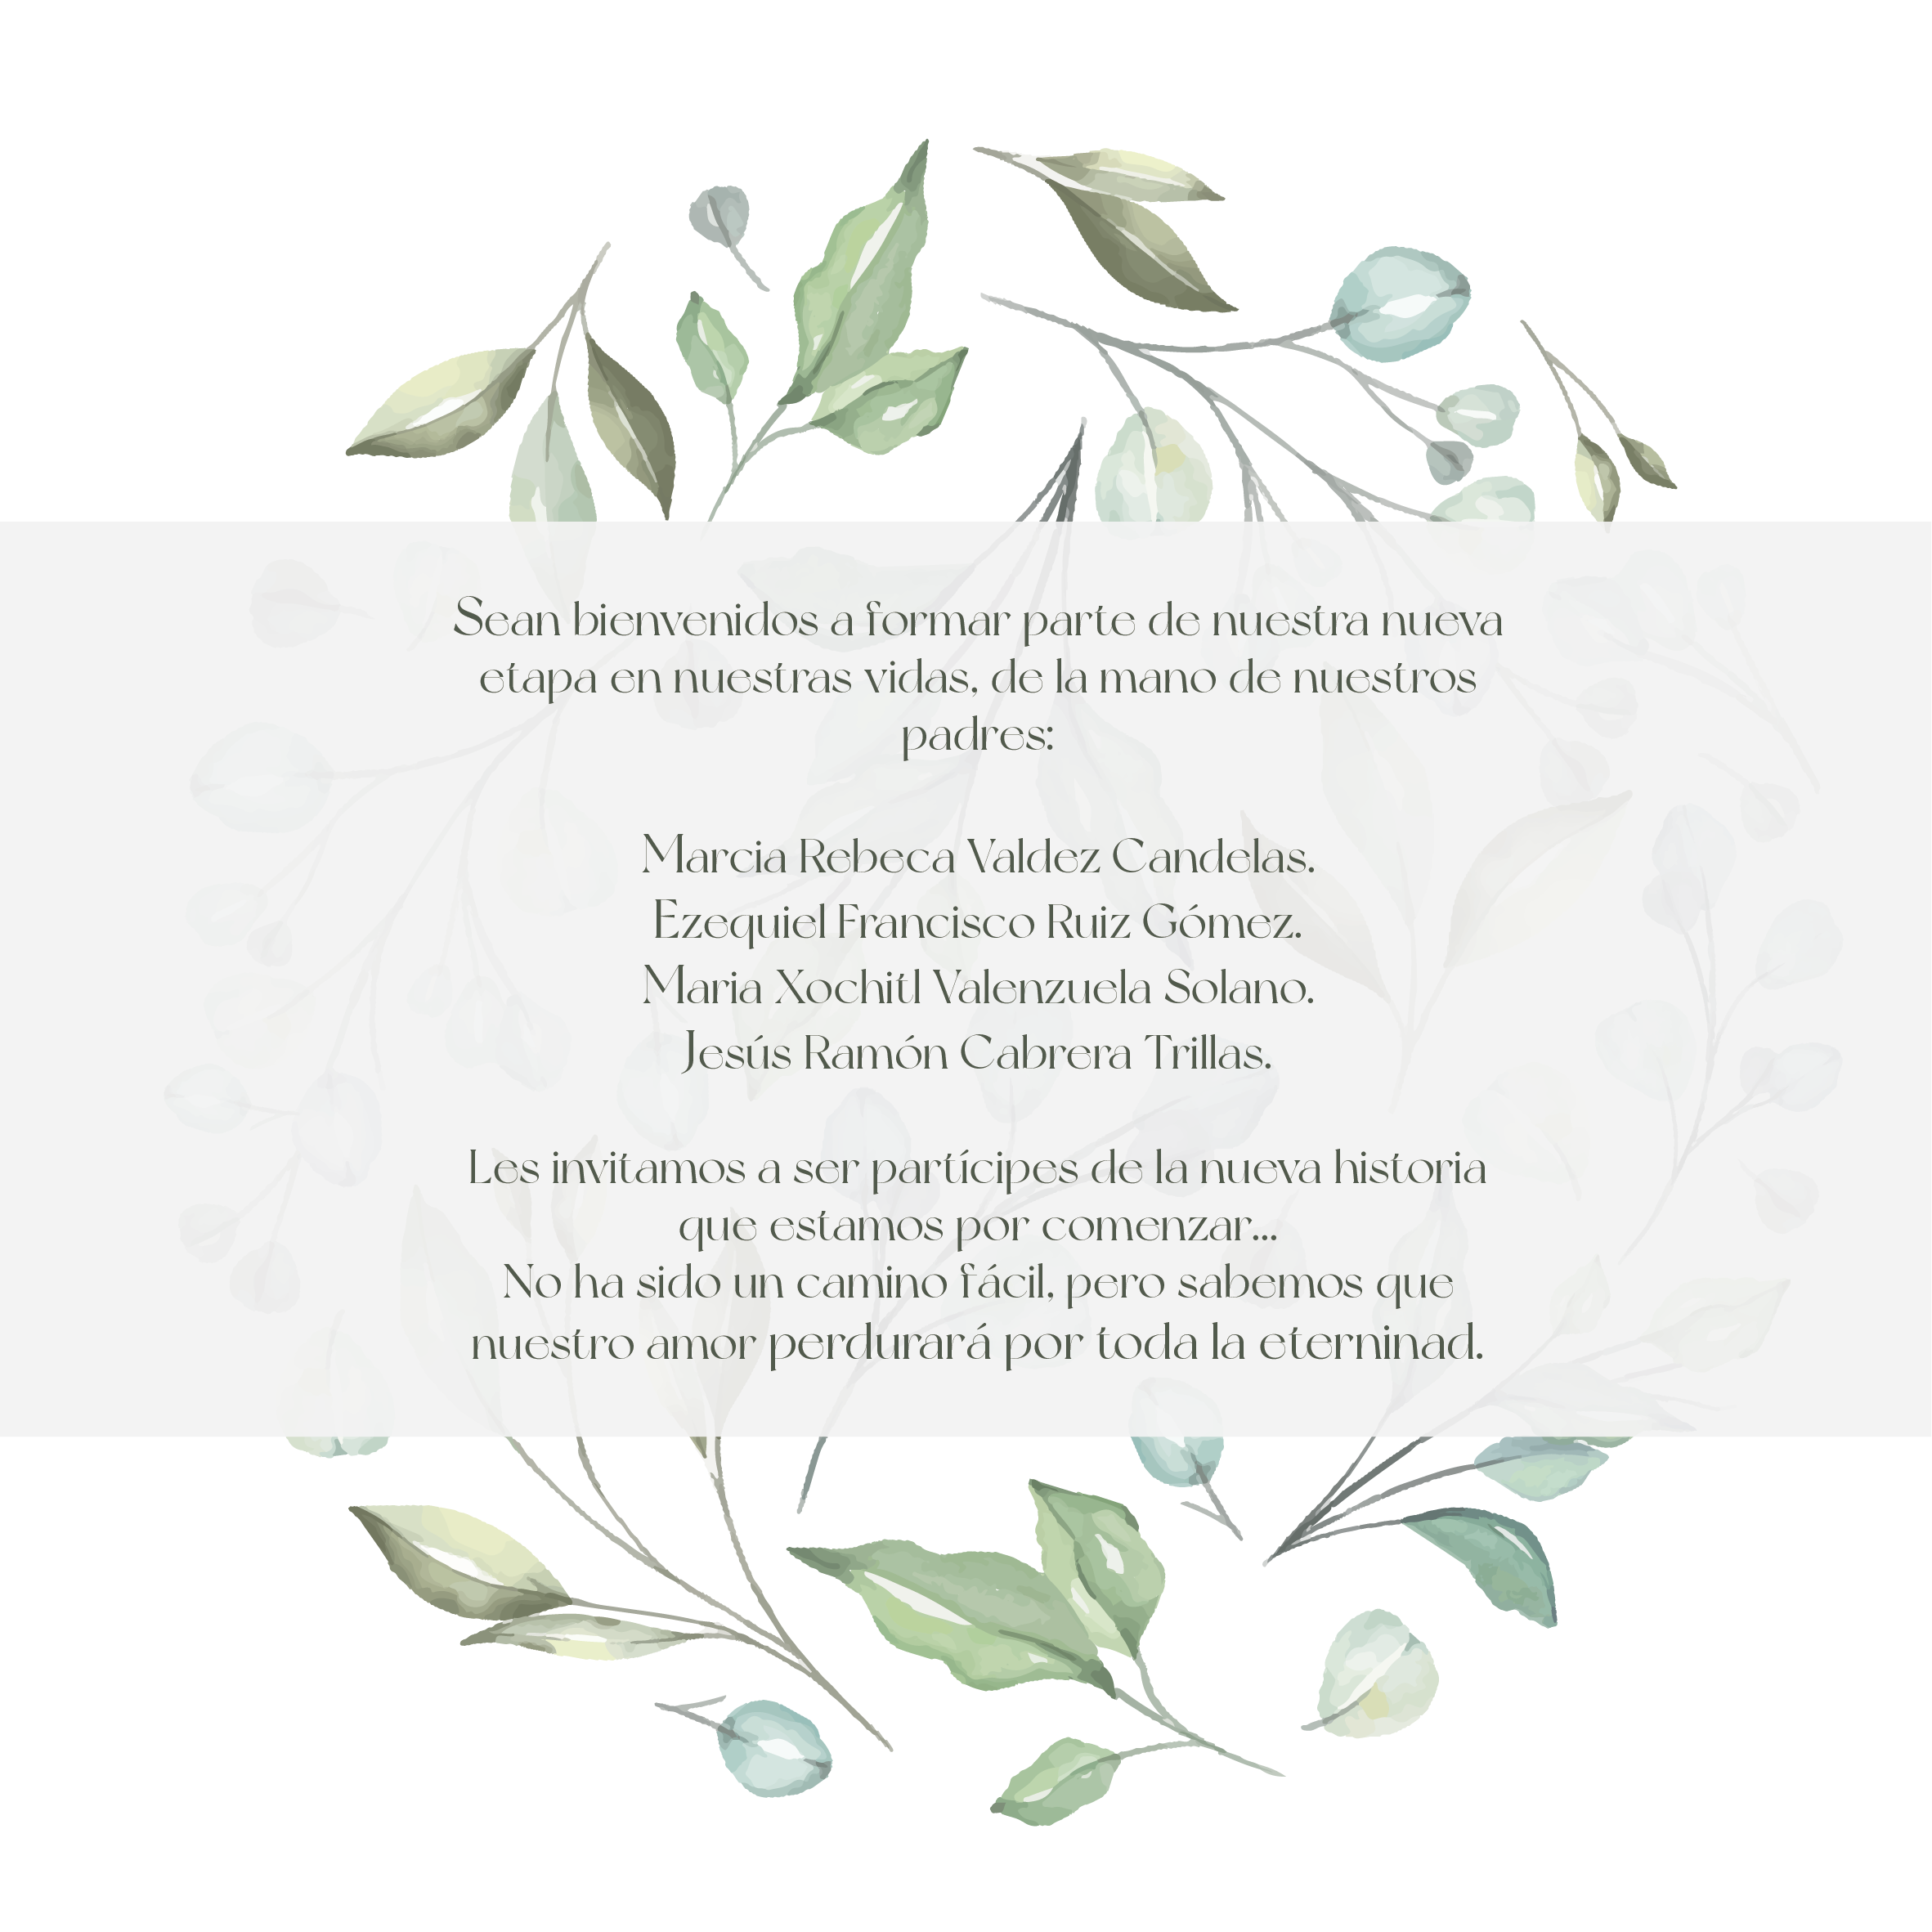 Sean bienvenidos a formar parte de nuestra nueva
etapa en nuestras vidas, de la mano de nuestros
padres:
Marcia Rebeca Valdez Candelas.
Ezequiel Francisco Ruiz Gómez.
Maria Xochitl Valenzuela Solano.
Jesús Ramón Cabrera Trillas.
Les invitamos a ser partícipes de la nueva historia
que estamos por comenzar...
No ha sido un camino fácil, pero sabemos que
nuestro amor perdurará por toda la eterninad.